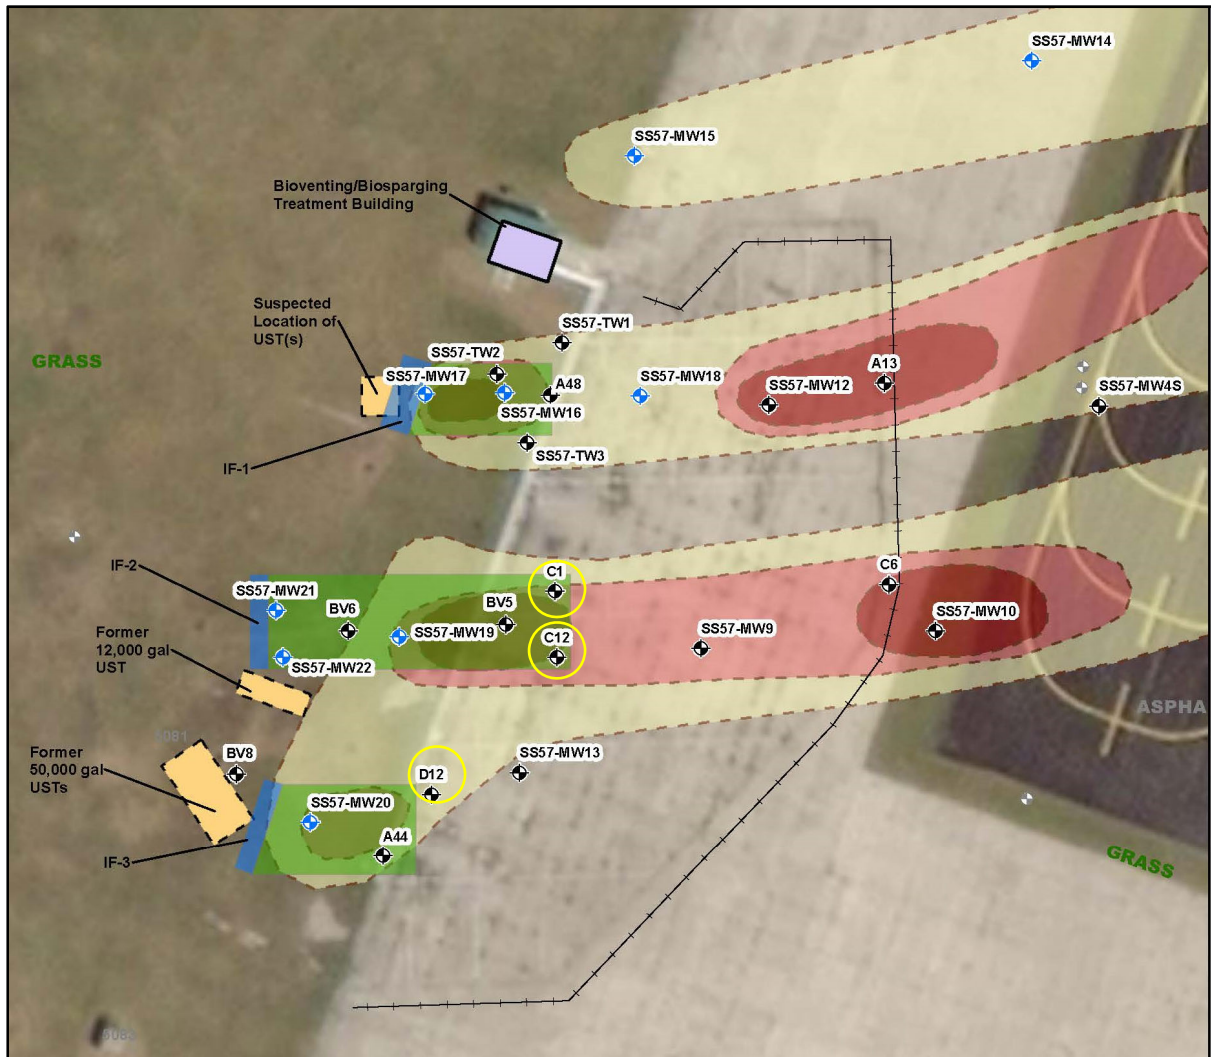 SS57-MW14
SS57-MW15
Bioventing/Biosparging
Treatment Building
Suspected
Location of
UST(s)
SS57-TW1
GRASS
SS57-TW2
SS57-MW17
A48
SS57-MW18
A13
SS57-MW12
SS57-MW4S
SS57-MW16
SS57-TW3
IF-1
IF-2
C1
C6
SS57-MW21
BV6
BV5
SS57-MW19
C12
SS57-MW9
SS57-MW10
Former
12,000 gal
UST
SS57-MW22
ASPHA
5081
BV8
SS57-MW13
Former
50,000 gal
USTs
D12
SS57-MW20
A44
IF-3
GRASS